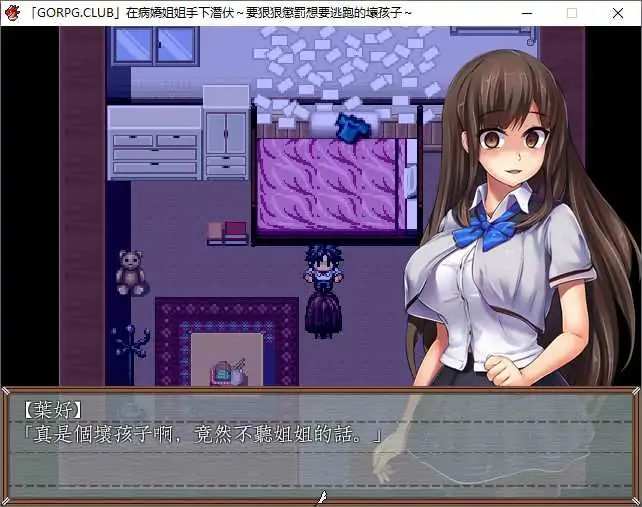 「GORPG.CLUB」在病嬌姐姐手下潛伏～要狠狠懲罰想要逃跑的壞孩子～
【葉好】
「真是個壞孩子啊，竟然不聽姐姐的話。」